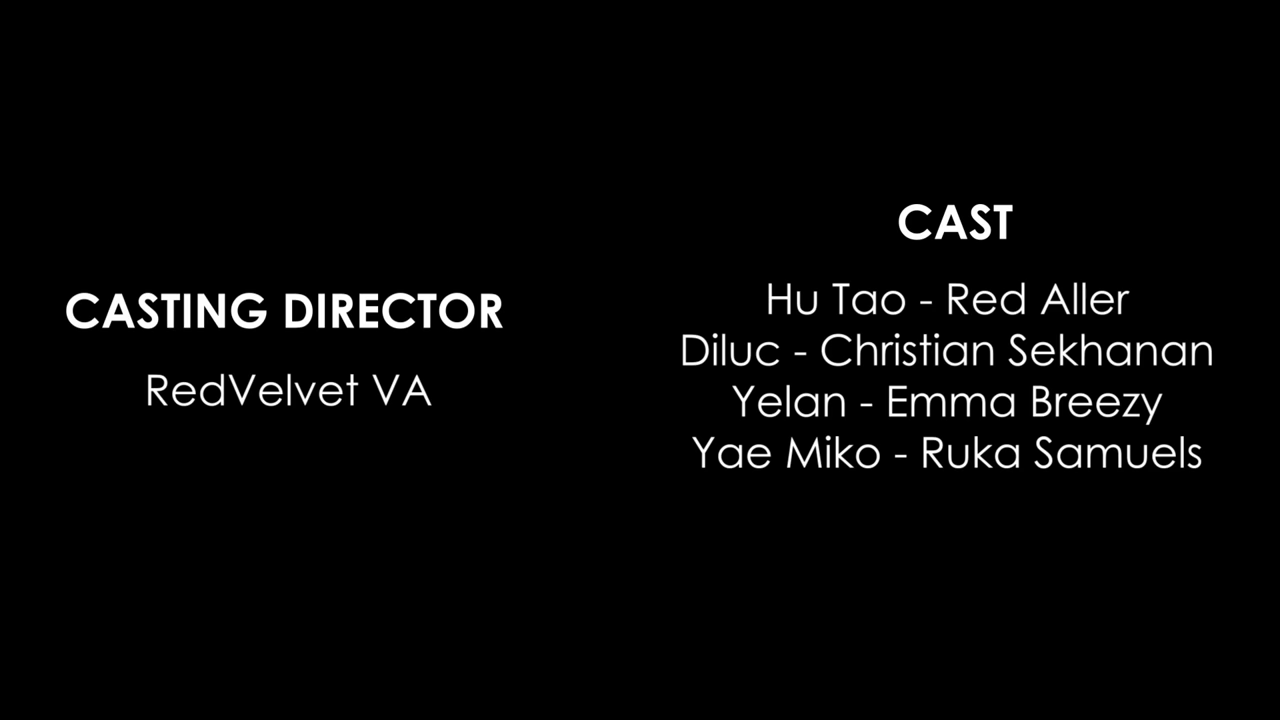 CASTING DIRECTOR
RedVelvet VA
CAST
Hu Tao - Red Aller
Diluc - Christian Sekhanan
Yelan - Emma Breezy
Yae Miko - Ruka Samuels